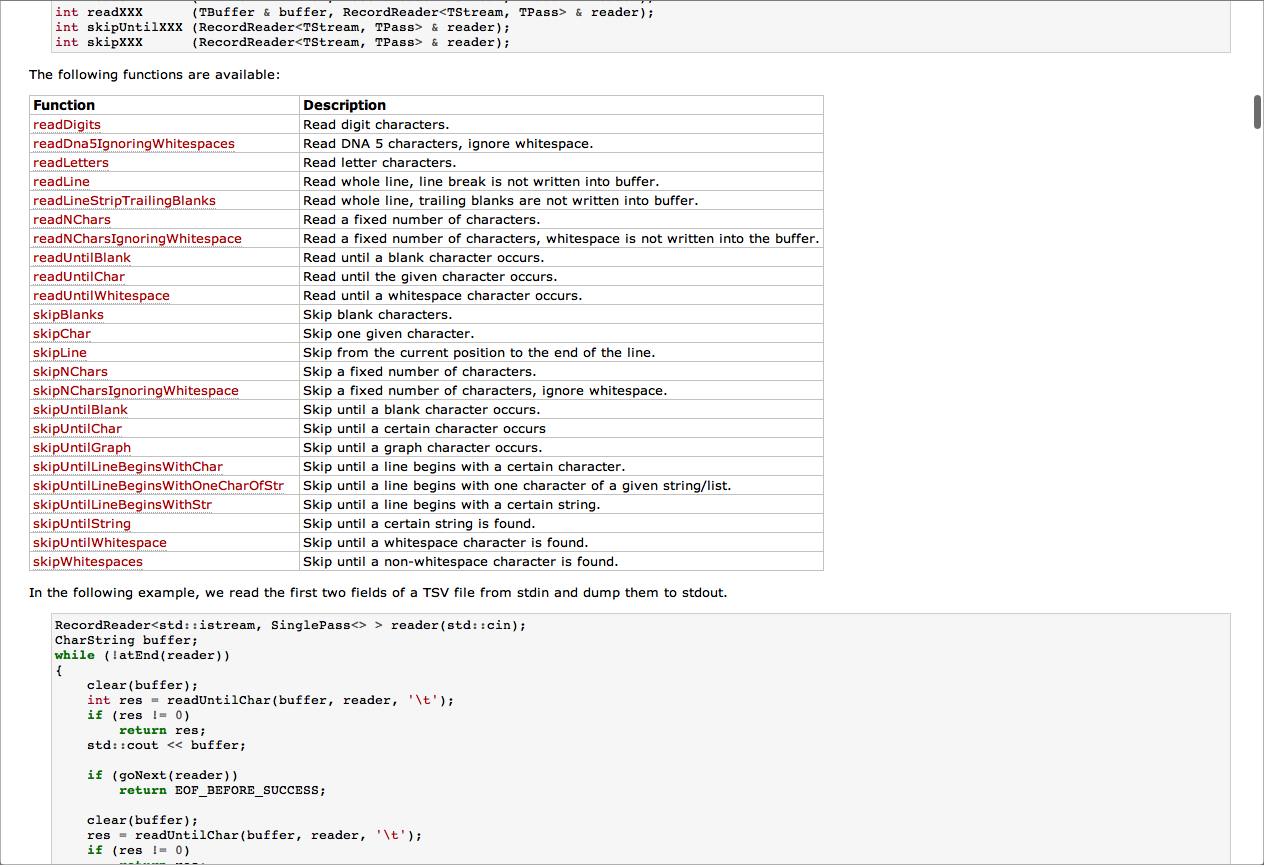 int readXXX      (TBuffer & buffer, RecordReader<TStream, TPass> & reader);
int skipUntilXXX (RecordReader<TStream, TPass> & reader);
int skipXXX      (RecordReader<TStream, TPass> & reader);
The following functions are available:
Function Description
readDigits Read digit characters.
readDna5IgnoringWhitespaces Read DNA 5 characters, ignore whitespace.
readLetters Read letter characters.
readLine Read whole line, line break is not written into buffer.
readLineStripTrailingBlanks Read whole line, trailing blanks are not written into buffer.
readNChars Read a fixed number of characters.
readNCharsIgnoringWhitespace Read a fixed number of characters, whitespace is not written into the buffer.
readUntilBlank Read until a blank character occurs.
readUntilChar Read until the given character occurs.
readUntilWhitespace Read until a whitespace character occurs.
skipBlanks Skip blank characters.
skipChar Skip one given character.
skipLine Skip from the current position to the end of the line.
skipNChars Skip a fixed number of characters.
skipNCharsIgnoringWhitespace Skip a fixed number of characters, ignore whitespace.
skipUntilBlank Skip until a blank character occurs.
skipUntilChar Skip until a certain character occurs
skipUntilGraph Skip until a graph character occurs.
skipUntilLineBeginsWithChar Skip until a line begins with a certain character.
skipUntilLineBeginsWithOneCharOfStr Skip until a line begins with one character of a given string/list.
skipUntilLineBeginsWithStr Skip until a line begins with a certain string.
skipUntilString Skip until a certain string is found.
skipUntilWhitespace Skip until a whitespace character is found.
skipWhitespaces Skip until a non-whitespace character is found.
In the following example, we read the first two fields of a TSV file from stdin and dump them to stdout.
RecordReader<std::istream, SinglePass<> > reader(std::cin);
CharString buffer;
while (!atEnd(reader))
{
    clear(buffer);
    int res = readUntilChar(buffer, reader, '\t');
    if (res != 0)
        return res;
    std::cout << buffer;

    if (goNext(reader))
        return EOF_BEFORE_SUCCESS;

    clear(buffer);
    res = readUntilChar(buffer, reader, '\t');
    if (res != 0)